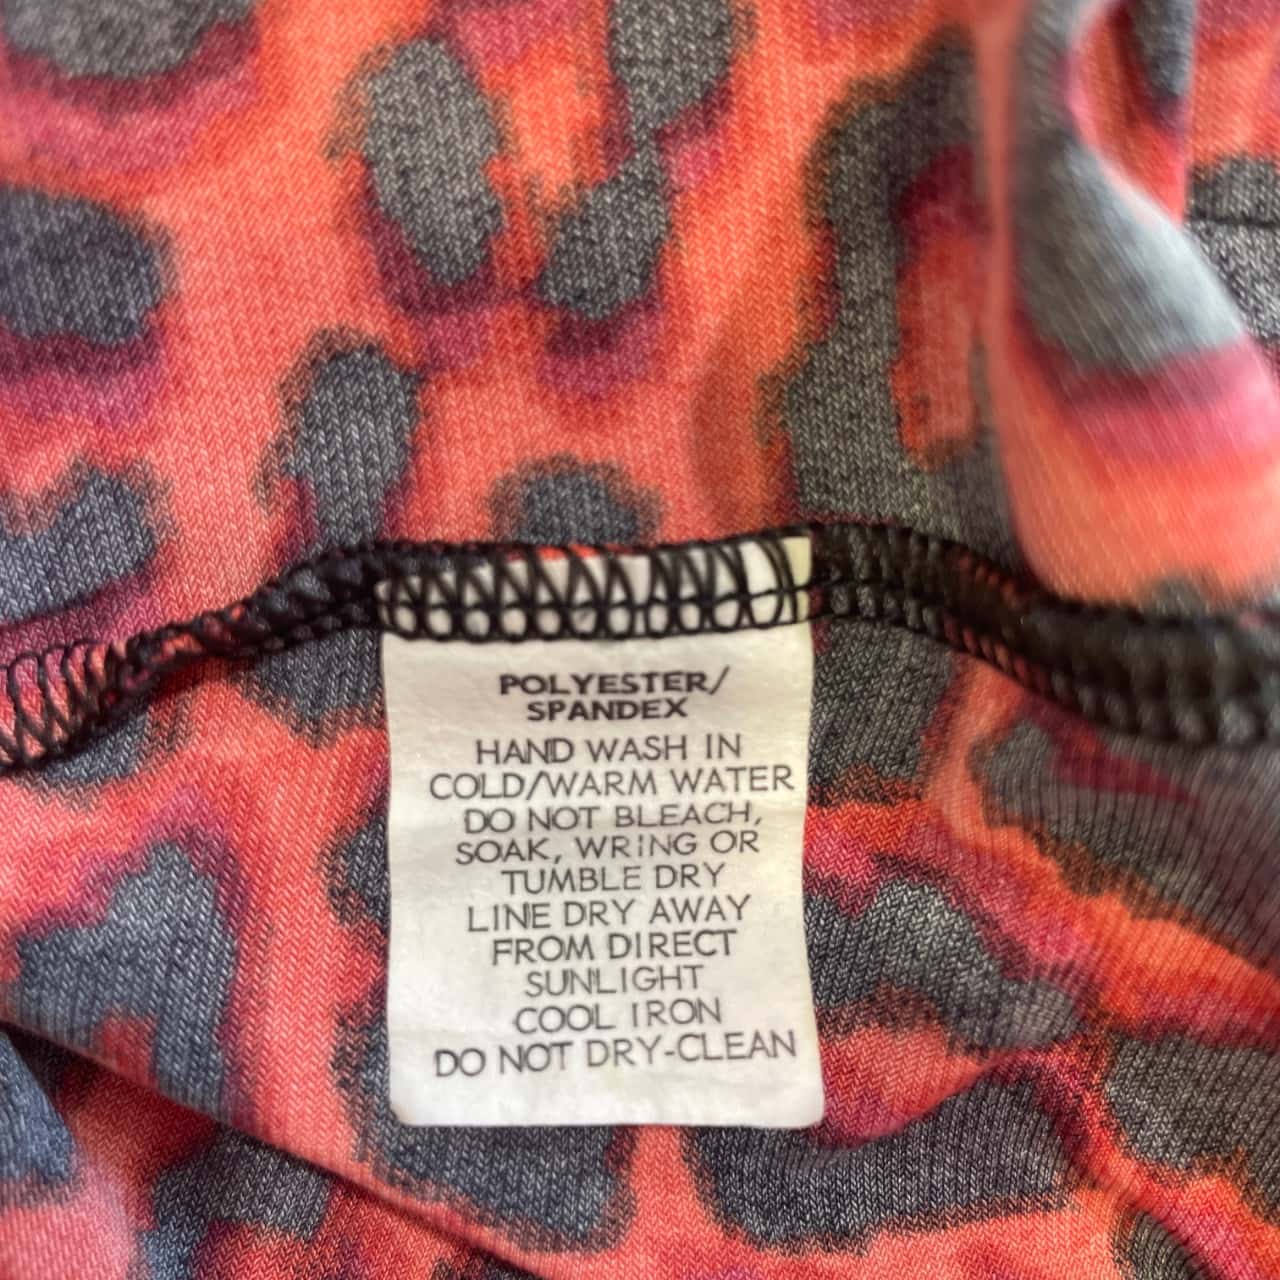 POLYESTER/
SPANDEX
HAND WASH IN
COLD/WARM WATER
DO NOT BLEACH,
SOAK, WRING OR
TUMBLE DRY
LINE DRY AWAY
FROM DIRECT
SUNLIGHT
COOL IRON
DO NOT DRY-CLEAN